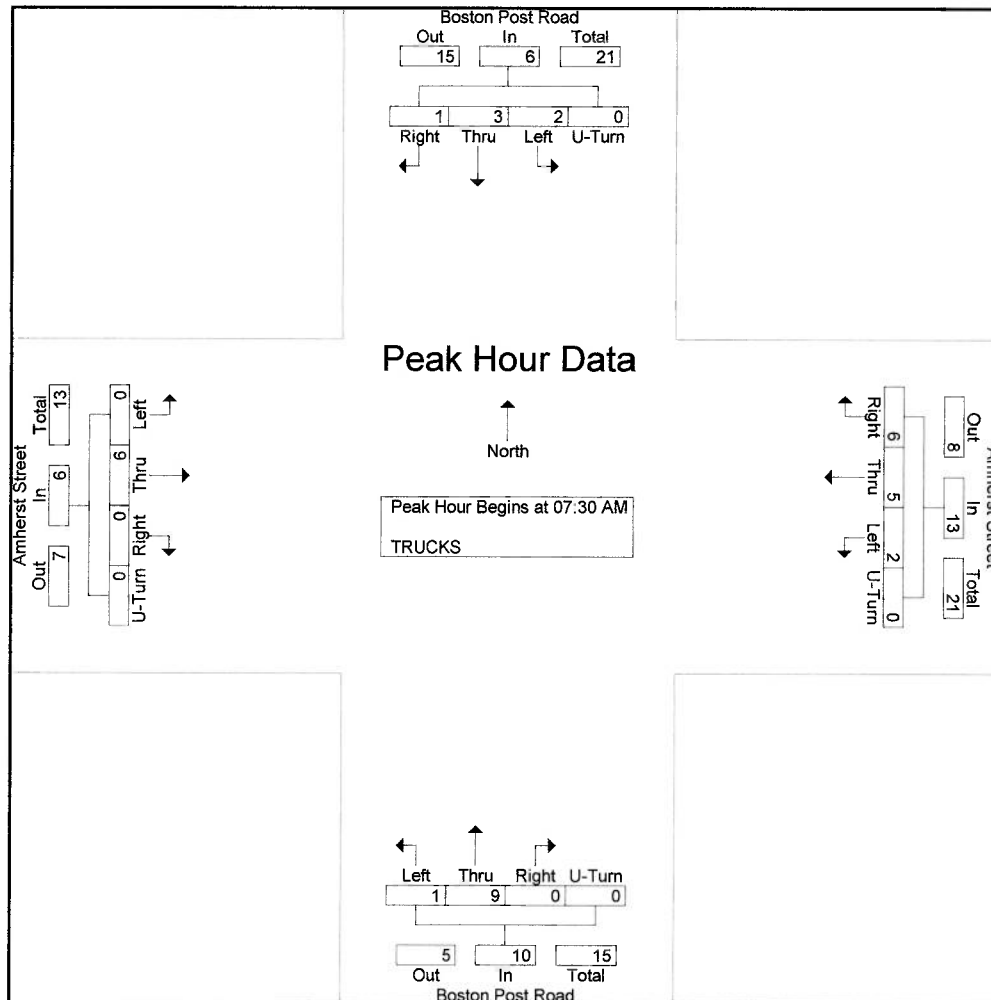 Boston Post Road
Out In Total
15 6 21
1 3 2 0
Right Thru Left U-Turn
Peak Hour Data
North
Peak Hour Begins at 07:30 AM
TRUCKS
Amherst Street
Total In Out
13 6 7
0 6 0 0
Left Thru Right U-Turn
Right Thru Left U-Turn
6 5 2 0
Out In Total
8 13 21
Amherst Street
Left Thru Right U-Turn
1 9 0 0
5 10 15
Out In Total
Boston Post Road